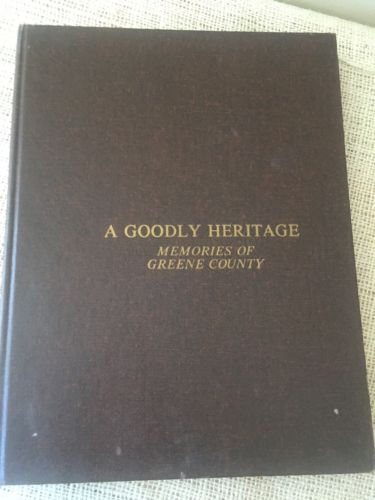 A GOODLY HERITAGE
MEMORIES OF
GREENE COUNTY